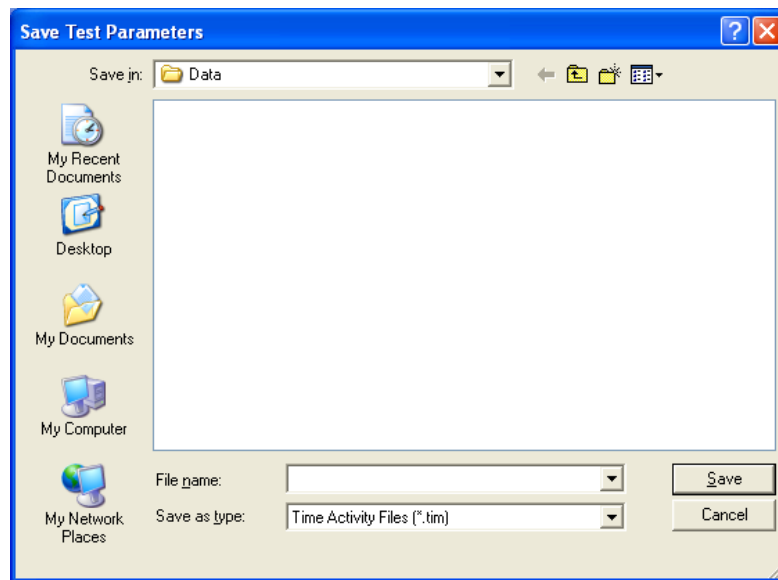 Save Test Parameters
Save in:
Data
My Recent
Documents
Desktop
My Documents
My Computer
My Network
Places
File name:
Save as type:
Time Activity Files (*.tim)
Save
Cancel